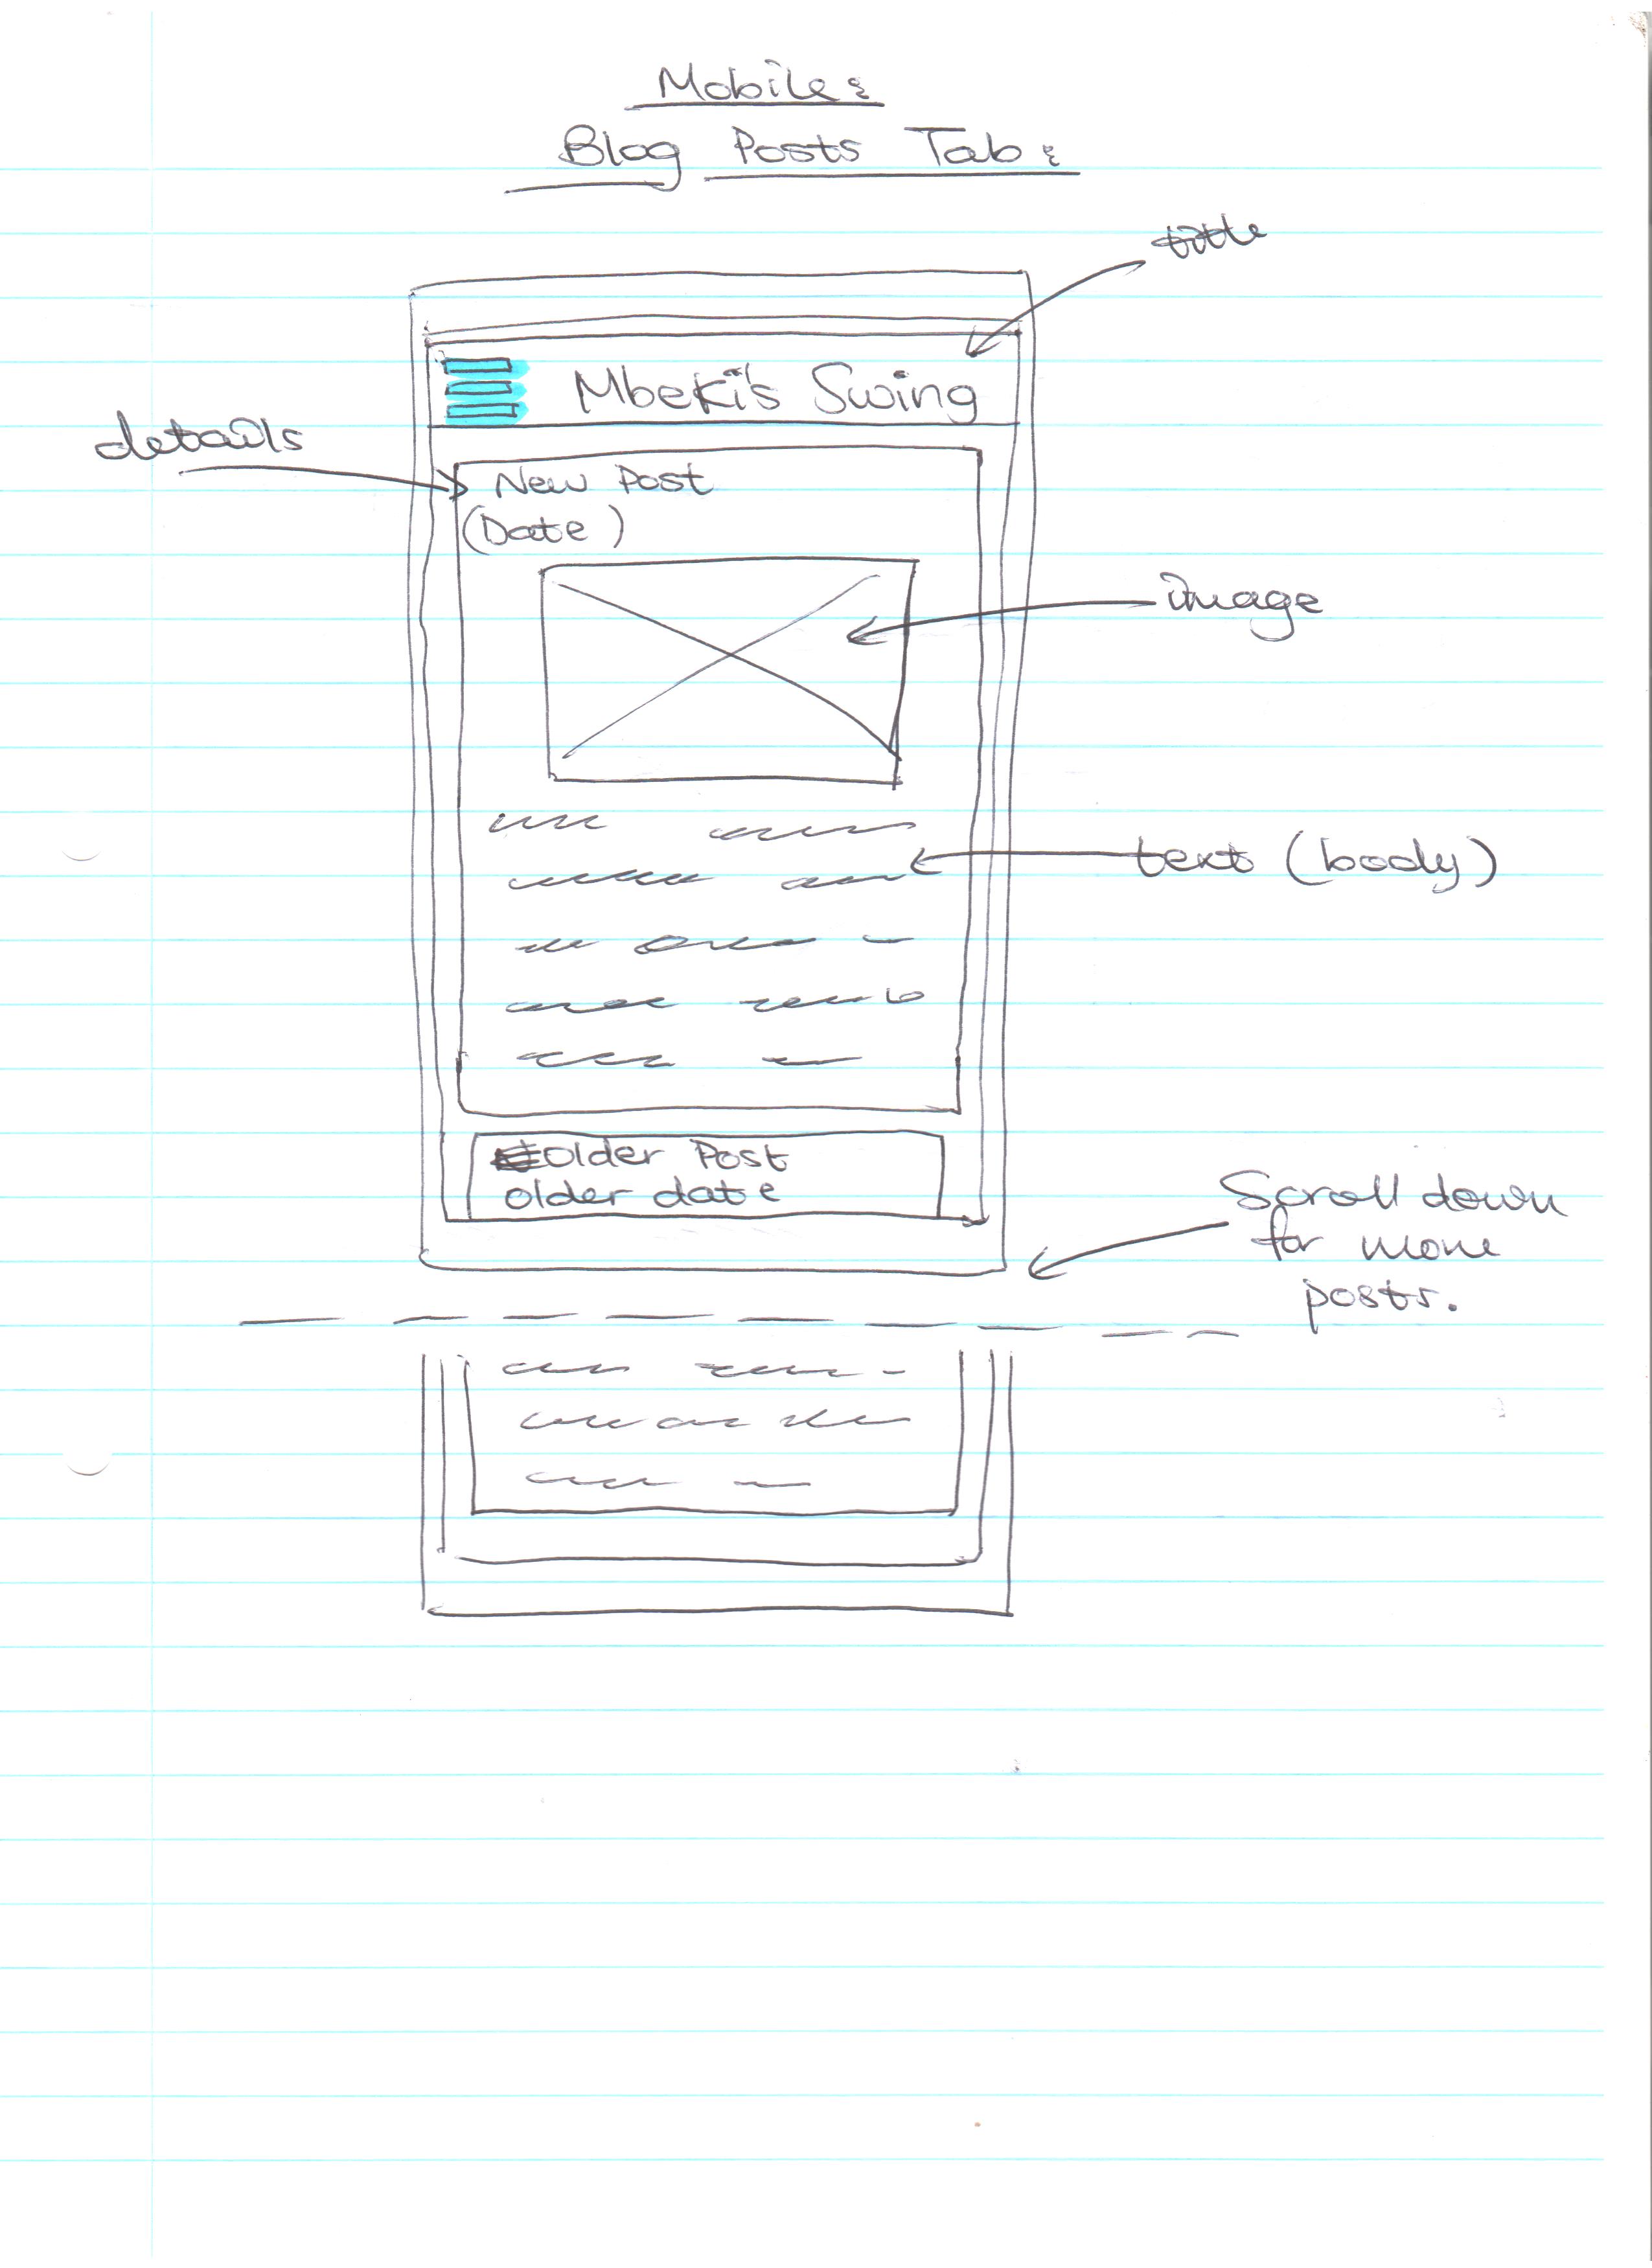 Mobile:
Blog Posts Tab:
title
Mbeki's Swing
details
New Post
(Date)
image
text (body)
Older Post
older date
Scroll down
for more
posts.